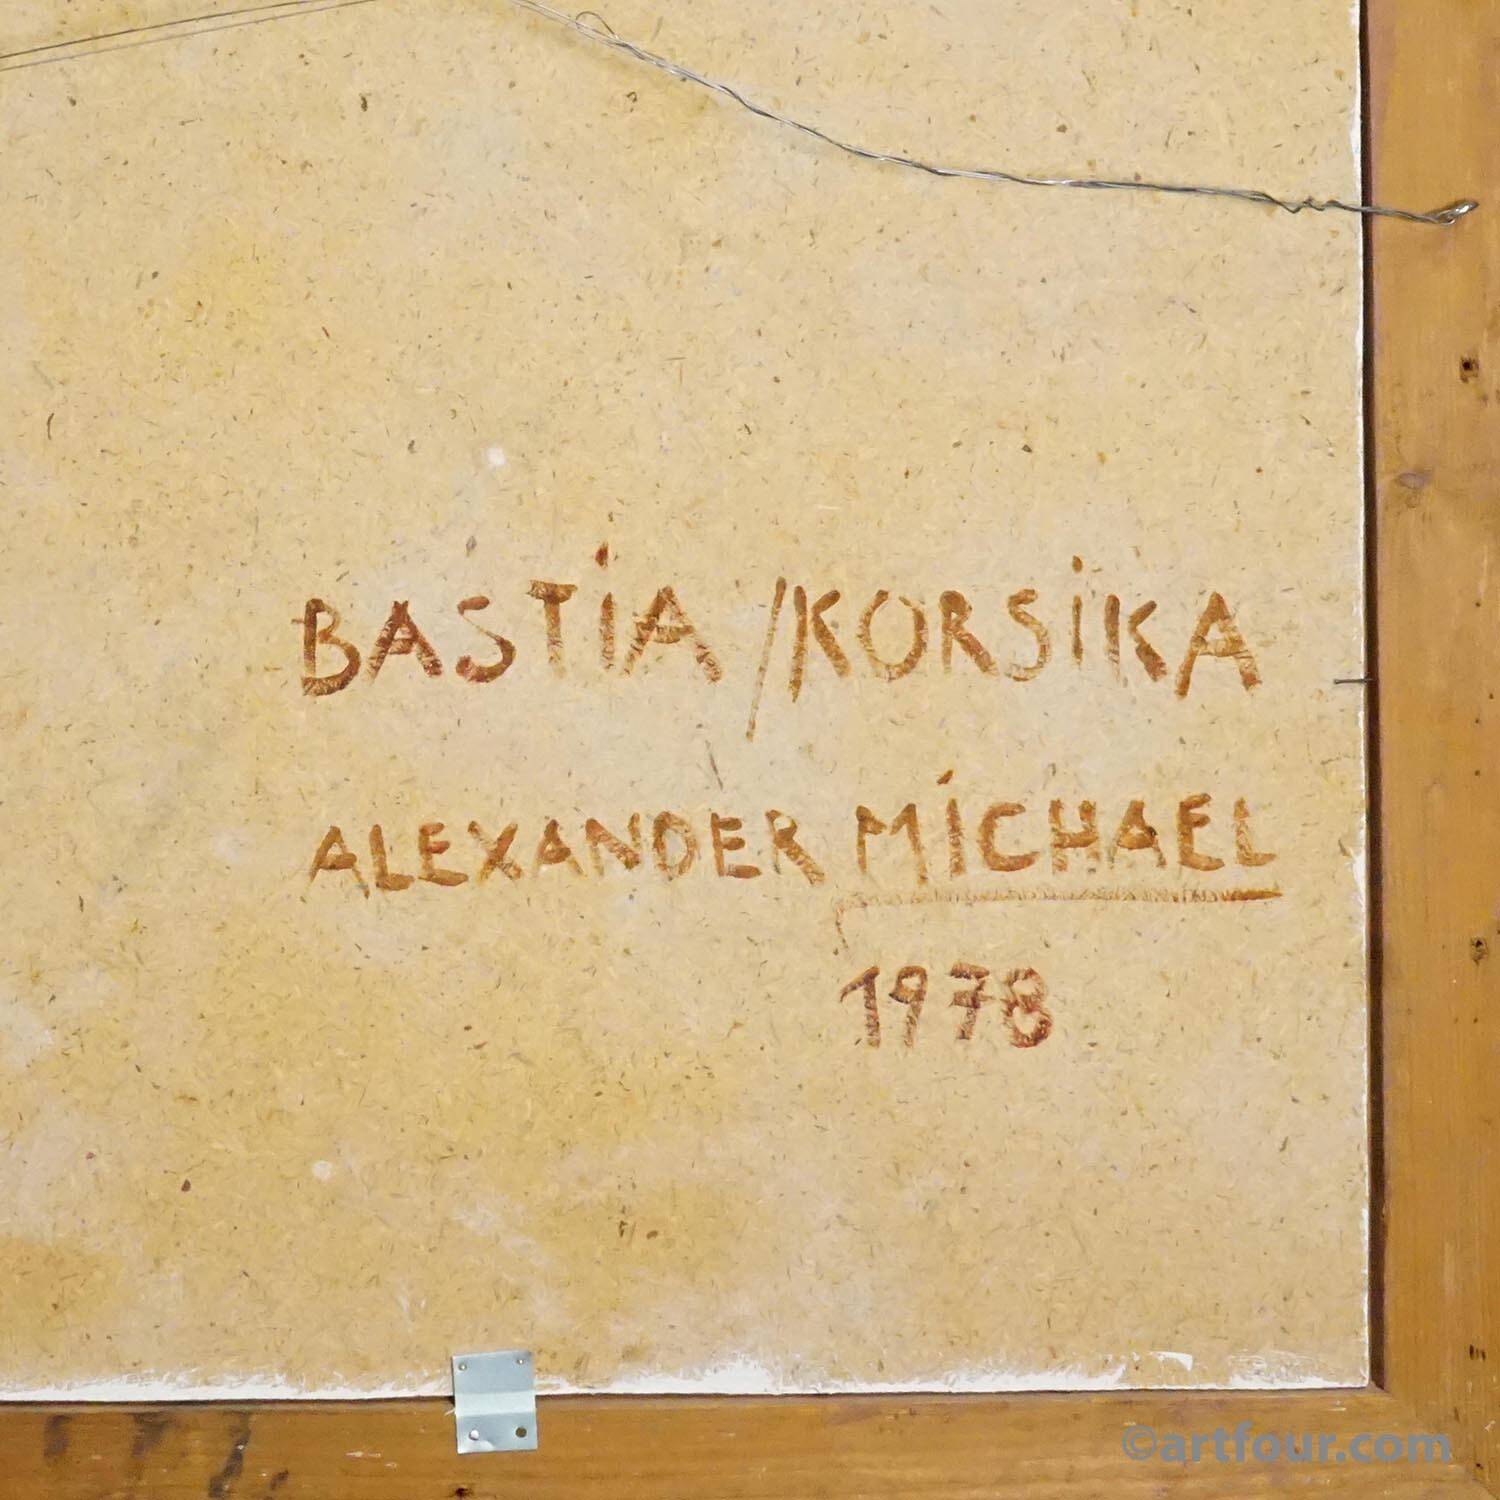 BASTiA /KORSiKA
ALEXANDER MiCHAEL
1978
©artfour.com